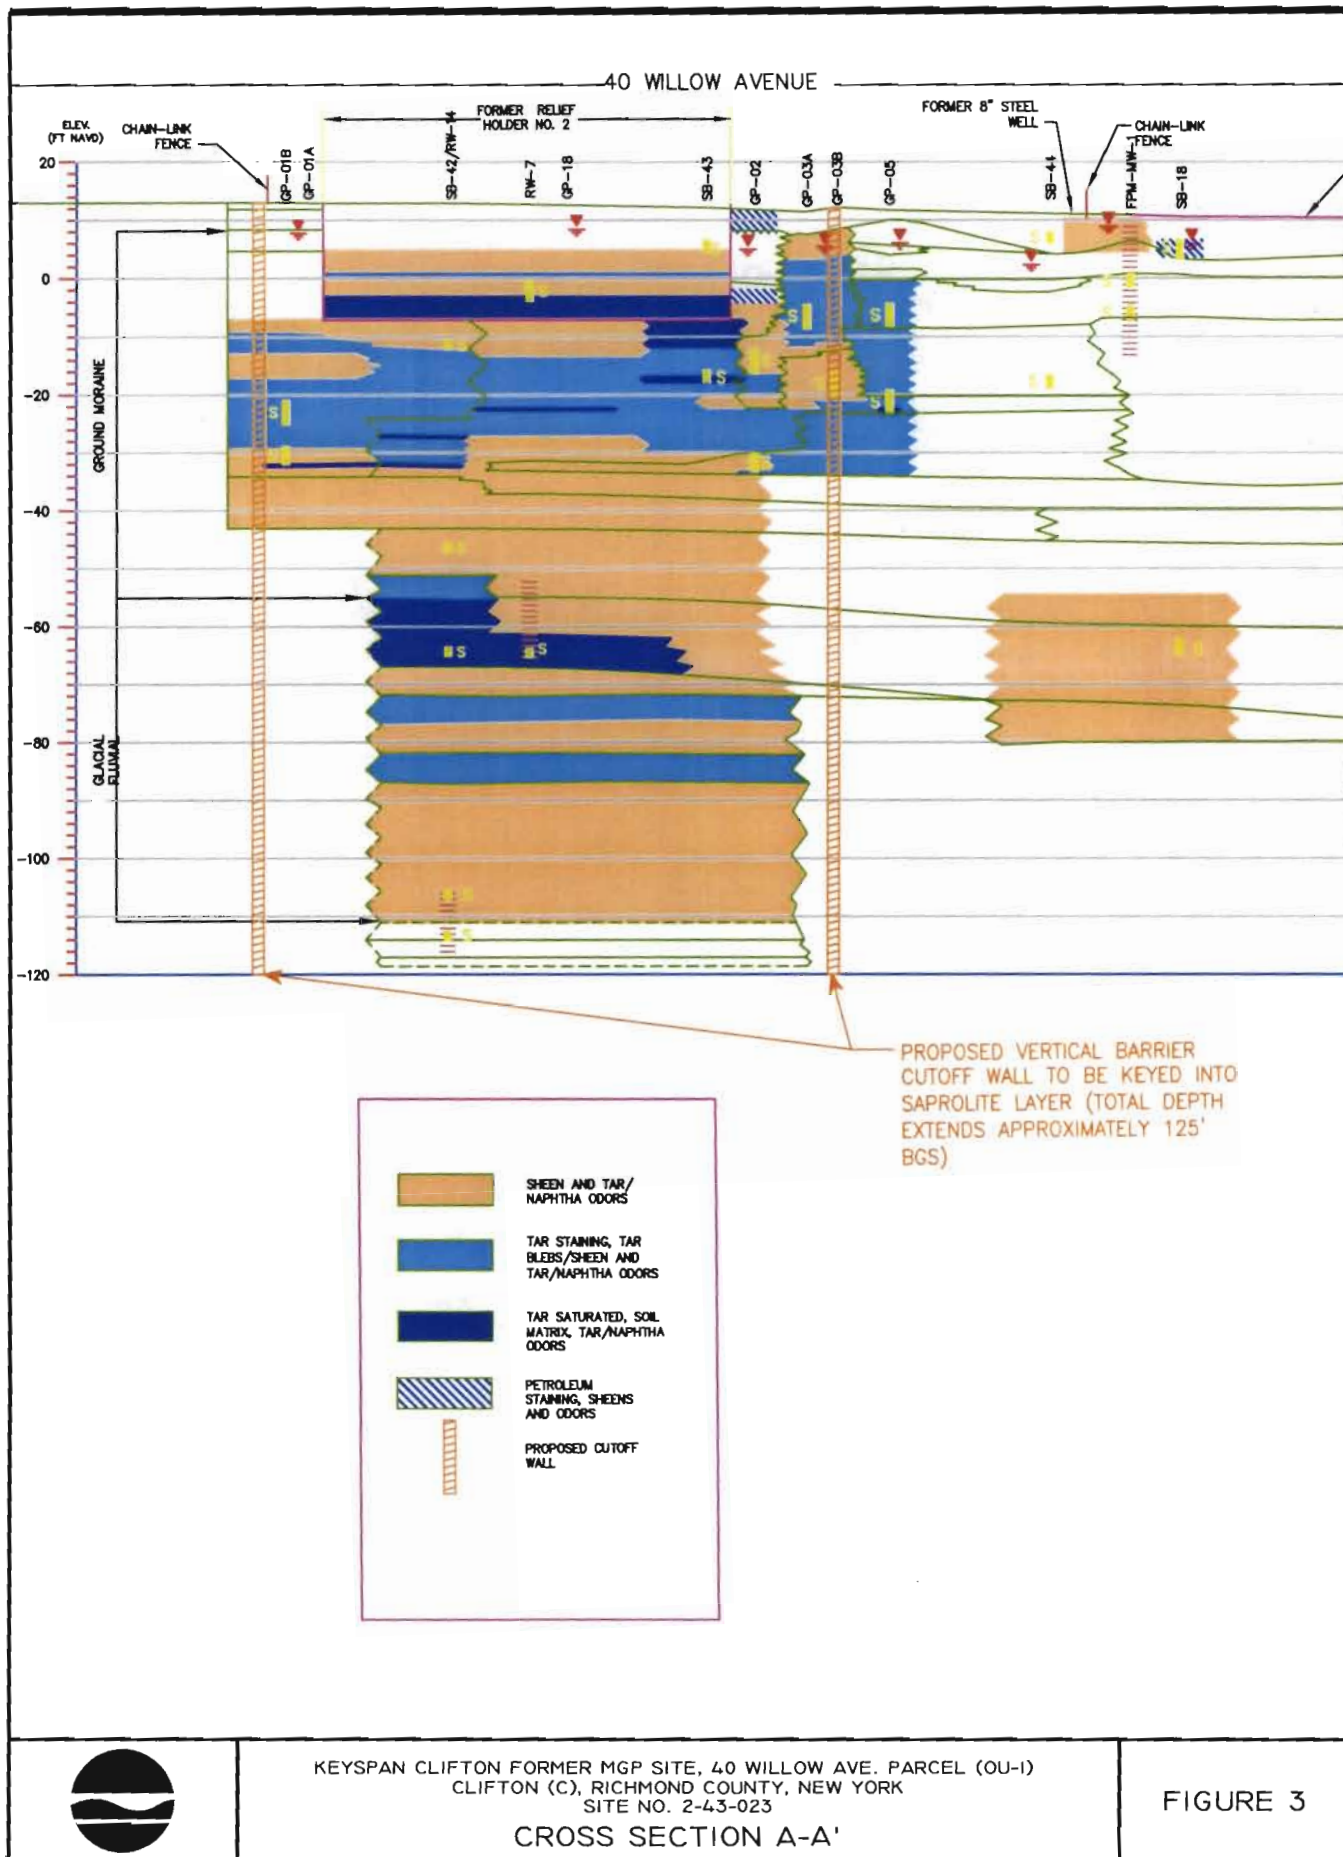 40 WILLOW AVENUE
ELEV.
(FT NAVD)
CHAIN-LINK
FENCE
FORMER RELIEF
HOLDER NO. 2
FORMER 8" STEEL
WELL
CHAIN-LINK
FENCE
GP-01B
GP-01A
SB-42/RW-14
RW-7
GP-18
SB-43
GP-02
GP-03A
GP-03B
GP-05
SB-44
FPM-MW-1
SB-18
20
0
-20
-40
-60
-80
-100
-120
GROUND MORAINE
GLACIAL
FLUVIAL
S
S
S
S
S
S
S
S
S
PROPOSED VERTICAL BARRIER
CUTOFF WALL TO BE KEYED INTO
SAPROLITE LAYER (TOTAL DEPTH
EXTENDS APPROXIMATELY 125'
BGS)
SHEEN AND TAR/
NAPHTHA ODORS
TAR STAINING, TAR
BLEBS/SHEEN AND
TAR/NAPHTHA ODORS
TAR SATURATED, SOIL
MATRIX, TAR/NAPHTHA
ODORS
PETROLEUM
STAINING, SHEENS
AND ODORS
PROPOSED CUTOFF
WALL
KEYSPAN CLIFTON FORMER MGP SITE, 40 WILLOW AVE. PARCEL (OU-1)
CLIFTON (C), RICHMOND COUNTY, NEW YORK
SITE NO. 2-43-023
CROSS SECTION A-A'
FIGURE 3